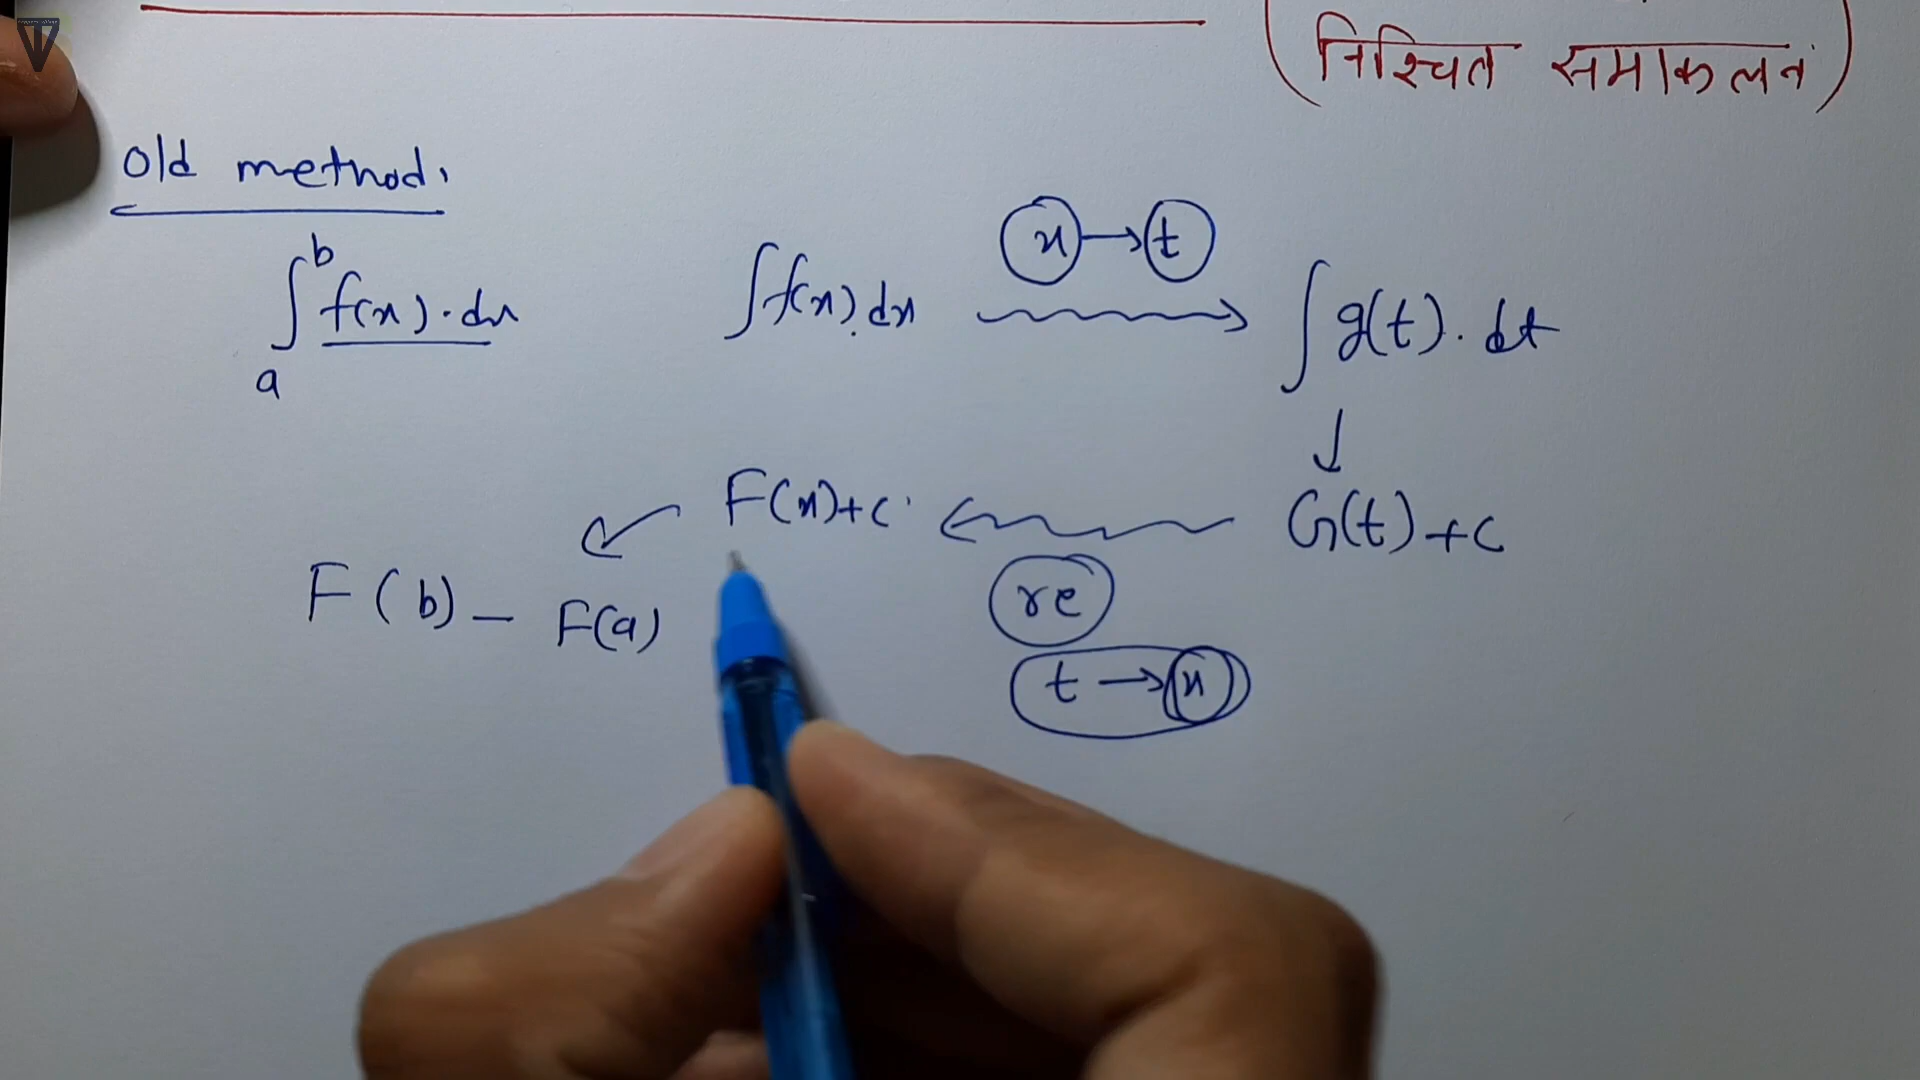 (निश्चित समाकलन)
Old method.
∫ₐᵇ f(x)·dx
∫f(x).dx
x → t
∫g(t).dt
G(t)+c
re
t → x
F(x)+c
F(b) – F(a)